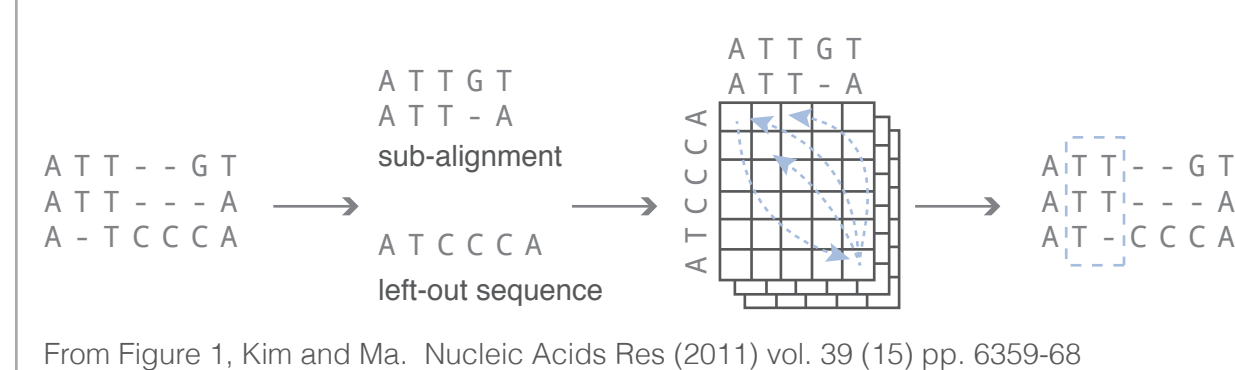 A T T - - G T
A T T - - - A
A - T C C C A
A T T G T
A T T - A
sub-alignment
A T C C C A
left-out sequence
A T T G T
A T T - A
A T C C C A
A T T - - G T
A T T - - - A
A T - C C C A
From Figure 1, Kim and Ma. Nucleic Acids Res (2011) vol. 39 (15) pp. 6359-68